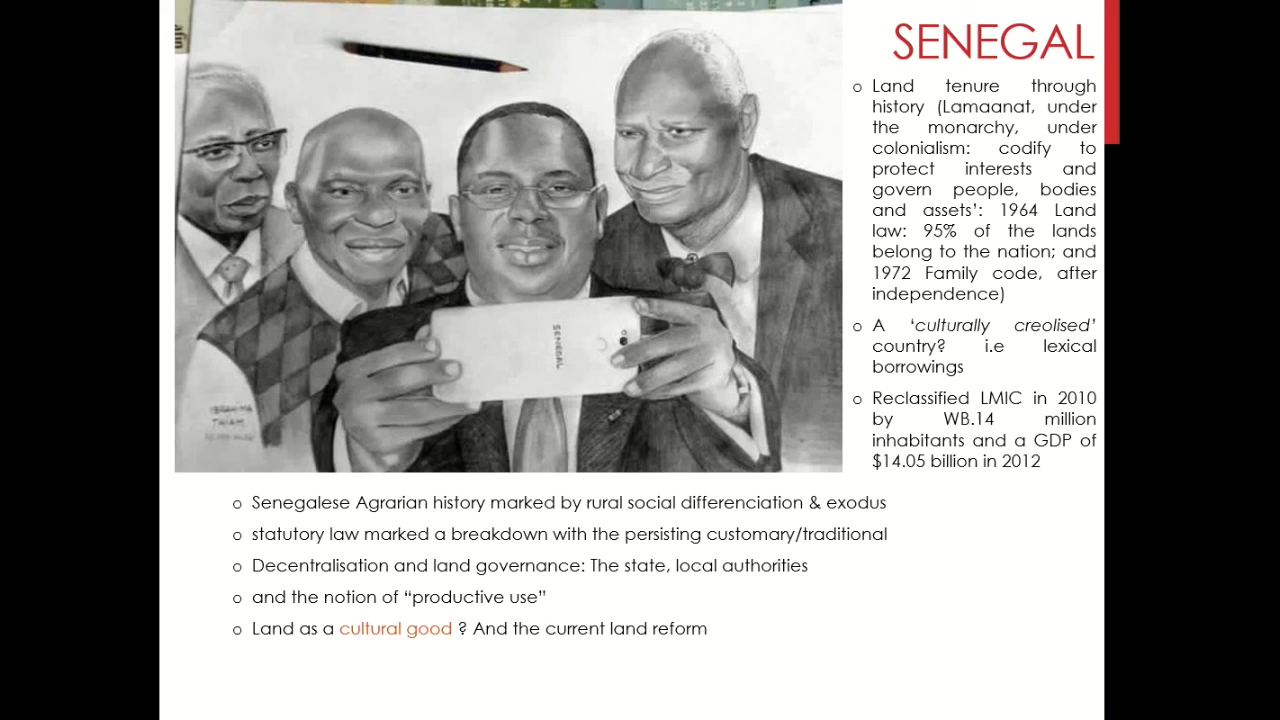 SENEGAL
o Land tenure through
history (Lamaanat, under
the monarchy, under
colonialism: codify to
protect interests and
govern people, bodies
and assets’: 1964 Land
law: 95% of the lands
belong to the nation; and
1972 Family code, after
independence)
o A ‘culturally creolised’
country? i.e lexical
borrowings
o Reclassified LMIC in 2010
by WB.14 million
inhabitants and a GDP of
$14.05 billion in 2012
SENEGAL
IBRAHIMA
THIAM
o Senegalese Agrarian history marked by rural social differenciation & exodus
o statutory law marked a breakdown with the persisting customary/traditional
o Decentralisation and land governance: The state, local authorities
o and the notion of “productive use”
o Land as a cultural good ? And the current land reform